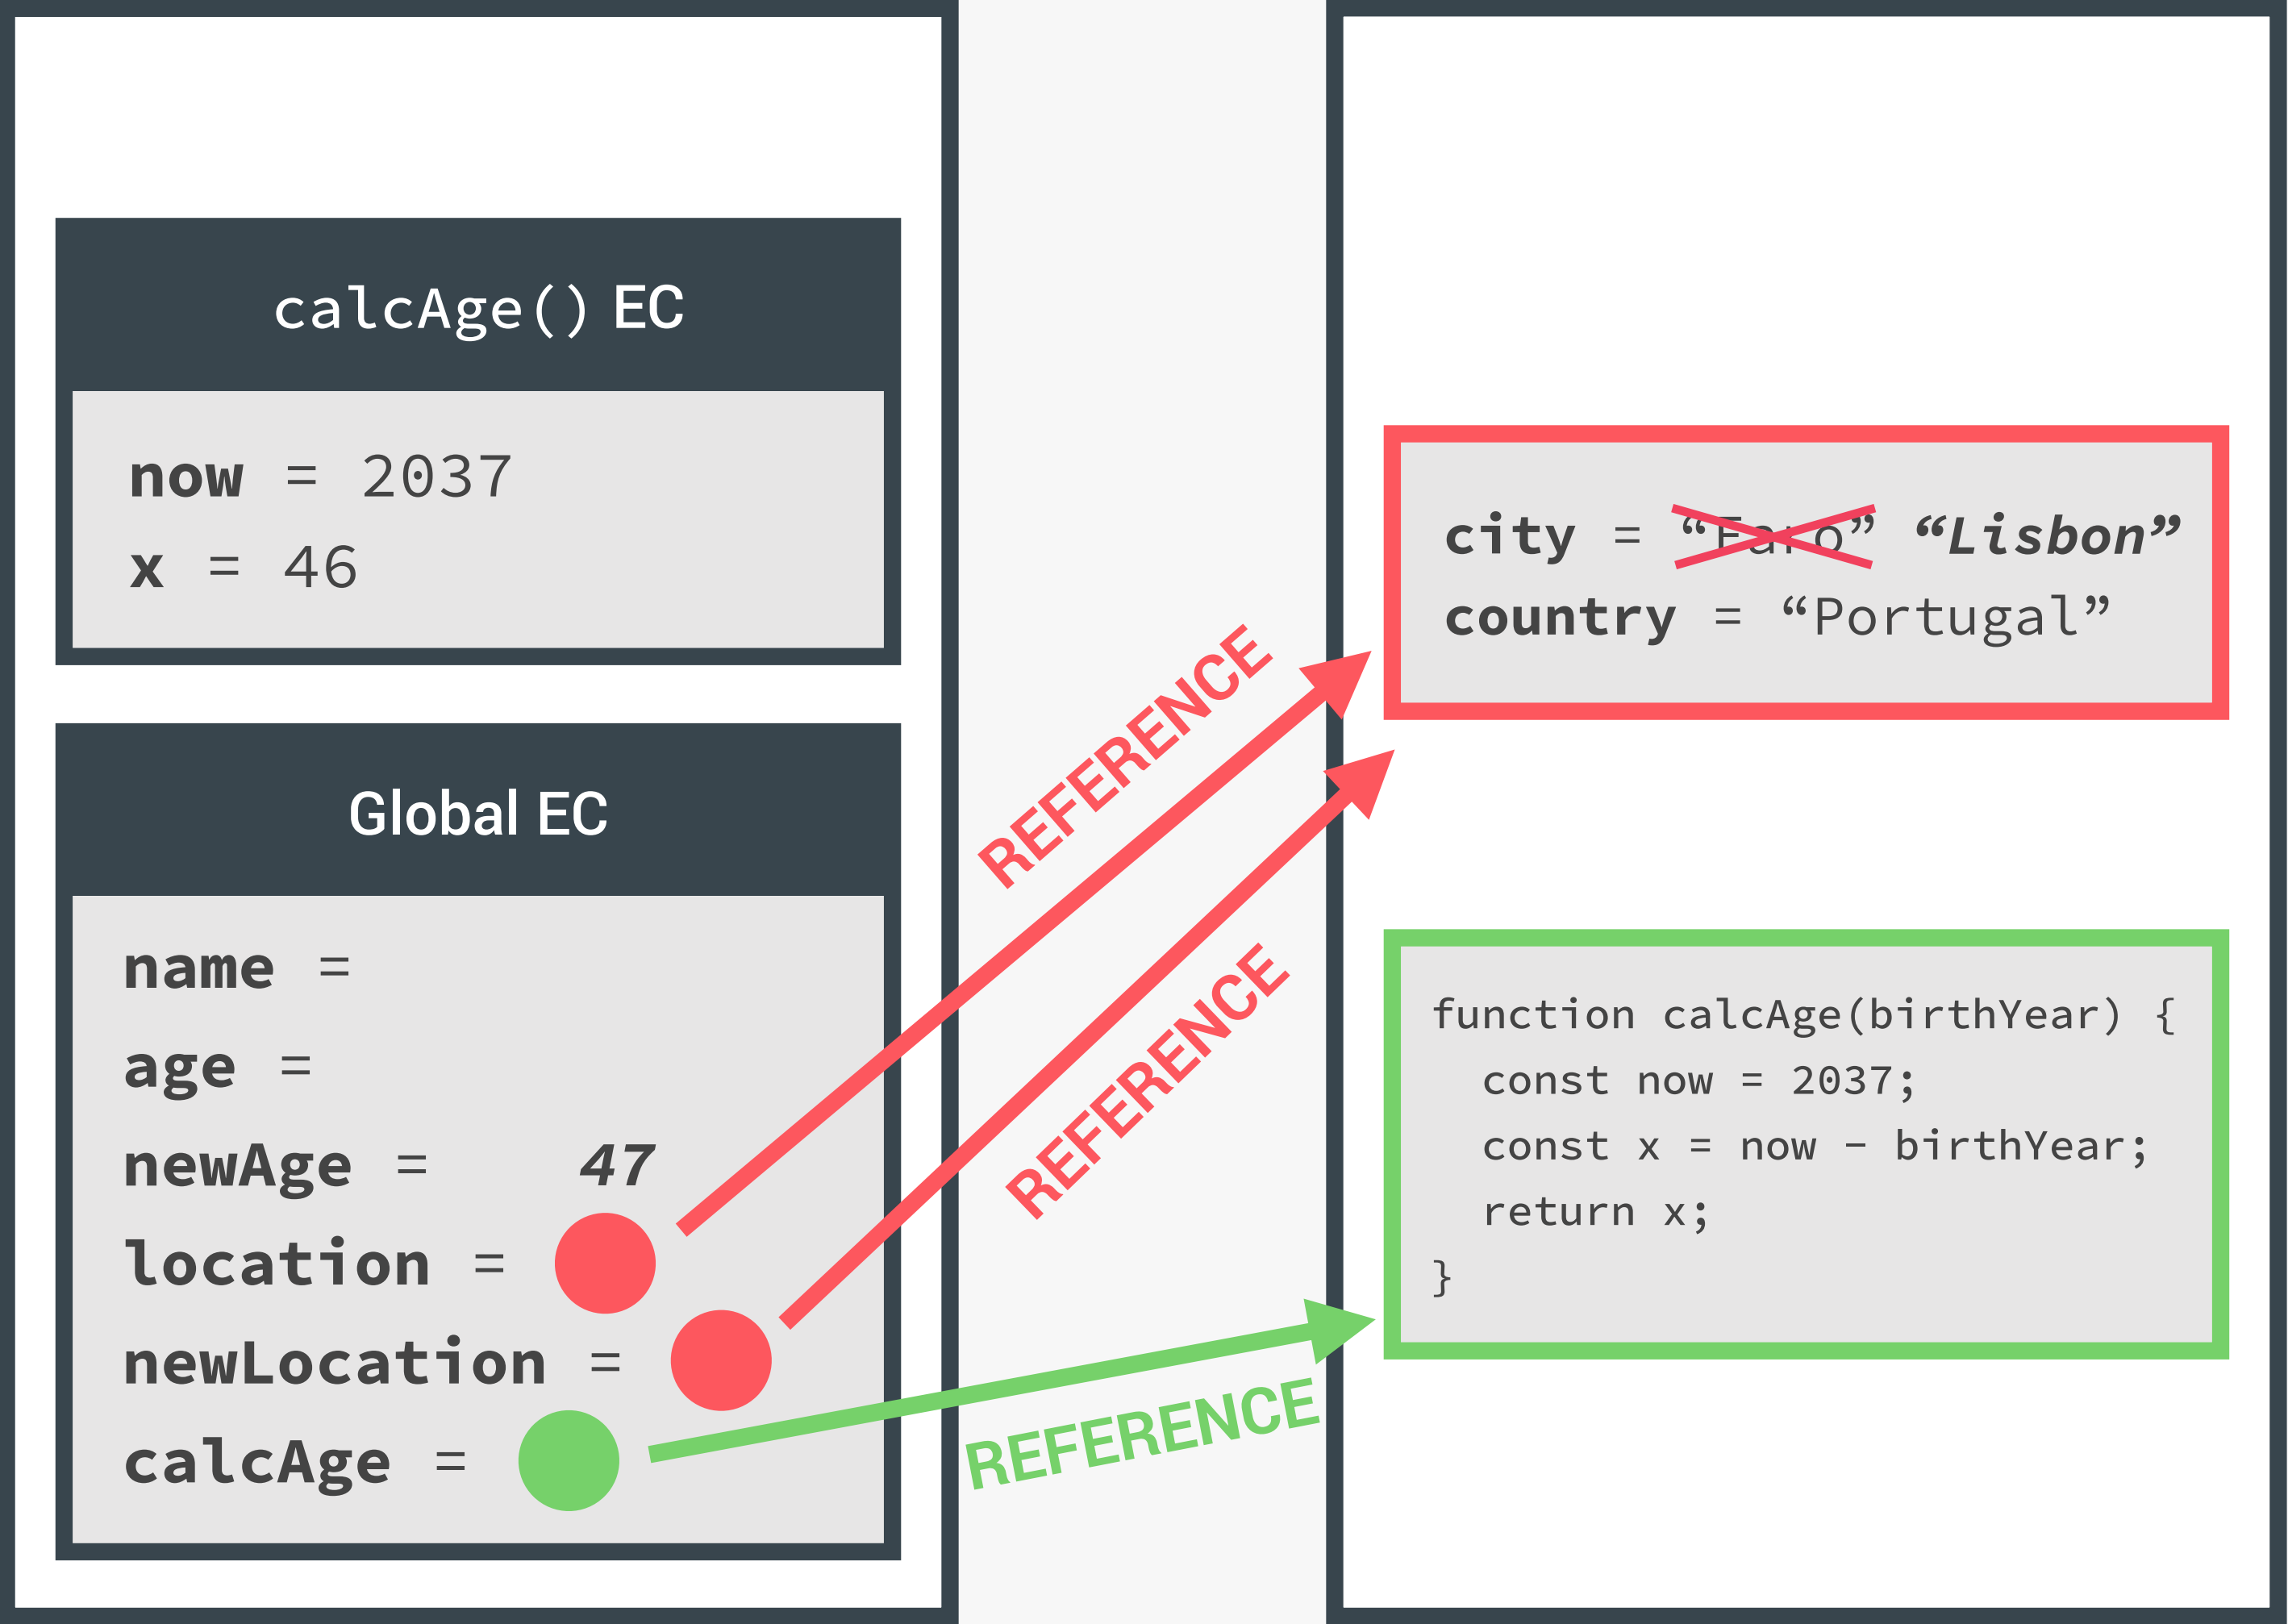 calcAge() EC
now = 2037
x = 46
Global EC
name =
age =
newAge = 47
location =
newLocation =
calcAge =
REFERENCE
REFERENCE
REFERENCE
city = “Faro” “Lisbon”
country = “Portugal”
function calcAge(birthYear) {
const now = 2037;
const x = now - birthYear;
return x;
}